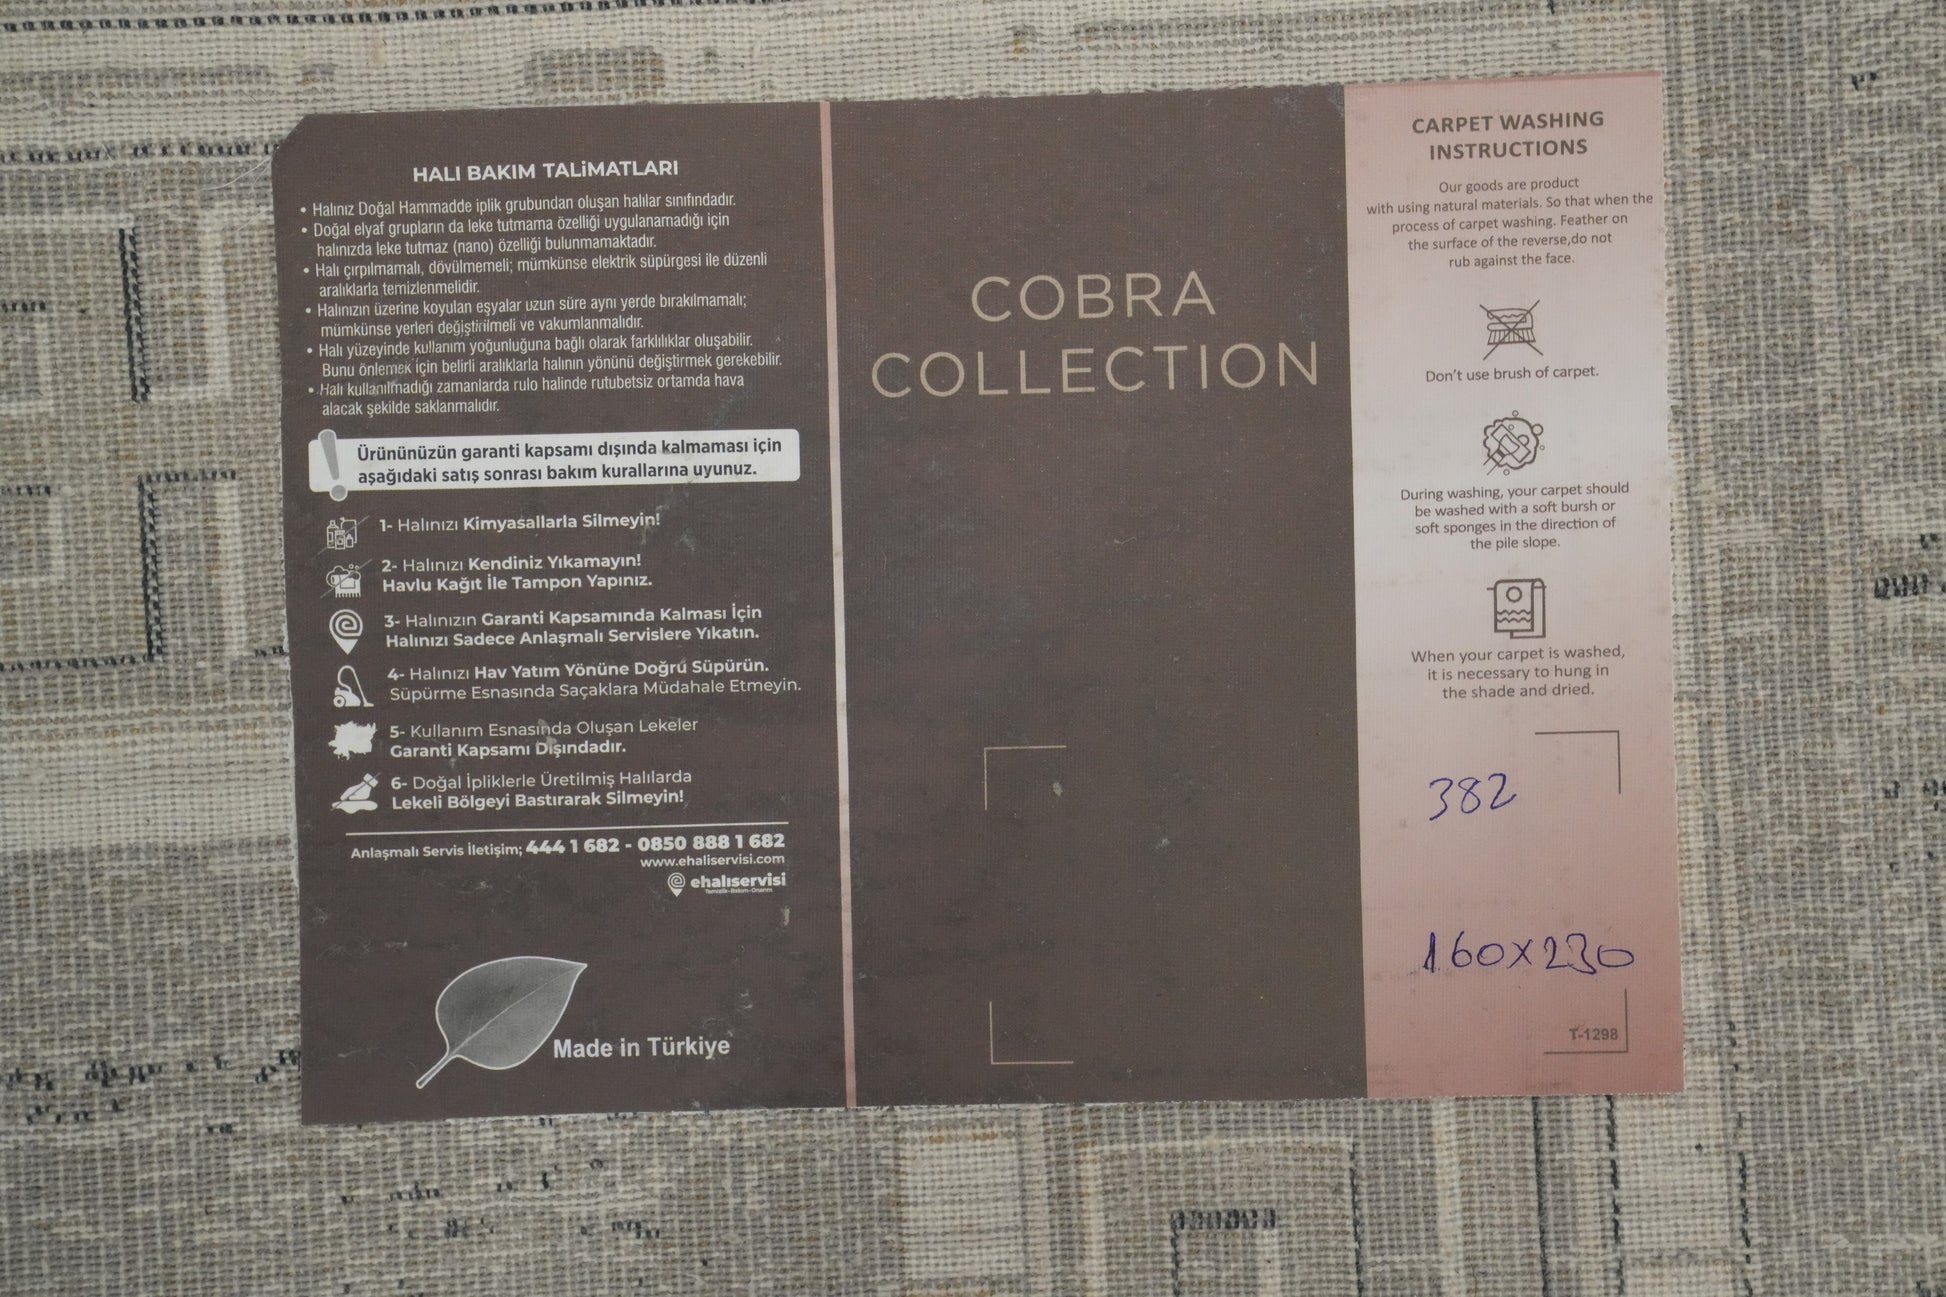 HALI BAKIM TALiMATLARI
• Halınız Doğal Hammadde iplik grubundan oluşan halılar sınıfındadır.
• Doğal elyaf grupların da leke tutmama özelliği uygulanamadığı için
halınızda leke tutmaz (nano) özelliği bulunmamaktadır.
• Halı çırpılmamalı, dövülmemeli; mümkünse elektrik süpürgesi ile düzenli
aralıklarla temizlenmelidir.
• Halınızın üzerine koyulan eşyalar uzun süre aynı yerde bırakılmamalı;
mümkünse yerleri değiştirilmeli ve vakumlanmalıdır.
• Halı yüzeyinde kullanım yoğunluğuna bağlı olarak farklılıklar oluşabilir.
Bunu önlemek için belirli aralıklarla halının yönünü değiştirmek gerekebilir.
• Halı kullanılmadığı zamanlarda rulo halinde rutubetsiz ortamda hava
alacak şekilde saklanmalıdır.
Ürününüzün garanti kapsamı dışında kalmaması için
aşağıdaki satış sonrası bakım kurallarına uyunuz.
1- Halınızı Kimyasallarla Silmeyin!
2- Halınızı Kendiniz Yıkamayın!
Havlu Kağıt İle Tampon Yapınız.
3- Halınızın Garanti Kapsamında Kalması İçin
Halınızı Sadece Anlaşmalı Servislere Yıkatın.
4- Halınızı Hav Yatım Yönüne Doğru Süpürün.
Süpürme Esnasında Saçaklara Müdahale Etmeyin.
5- Kullanım Esnasında Oluşan Lekeler
Garanti Kapsamı Dışındadır.
6- Doğal İpliklerle Üretilmiş Halılarda
Lekeli Bölgeyi Bastırarak Silmeyin!
Anlaşmalı Servis İletişim; 444 1 682 - 0850 888 1 682
www.ehaliservisi.com
ehalıservisi
Temizlik-Bakım-Onarım
Made in Türkiye
COBRA
COLLECTION
CARPET WASHING
INSTRUCTIONS
Our goods are product
with using natural materials. So that when the
process of carpet washing. Feather on
the surface of the reverse,do not
rub against the face.
Don't use brush of carpet.
During washing, your carpet should
be washed with a soft bursh or
soft sponges in the direction of
the pile slope.
When your carpet is washed,
it is necessary to hung in
the shade and dried.
382
160x230
T-1298